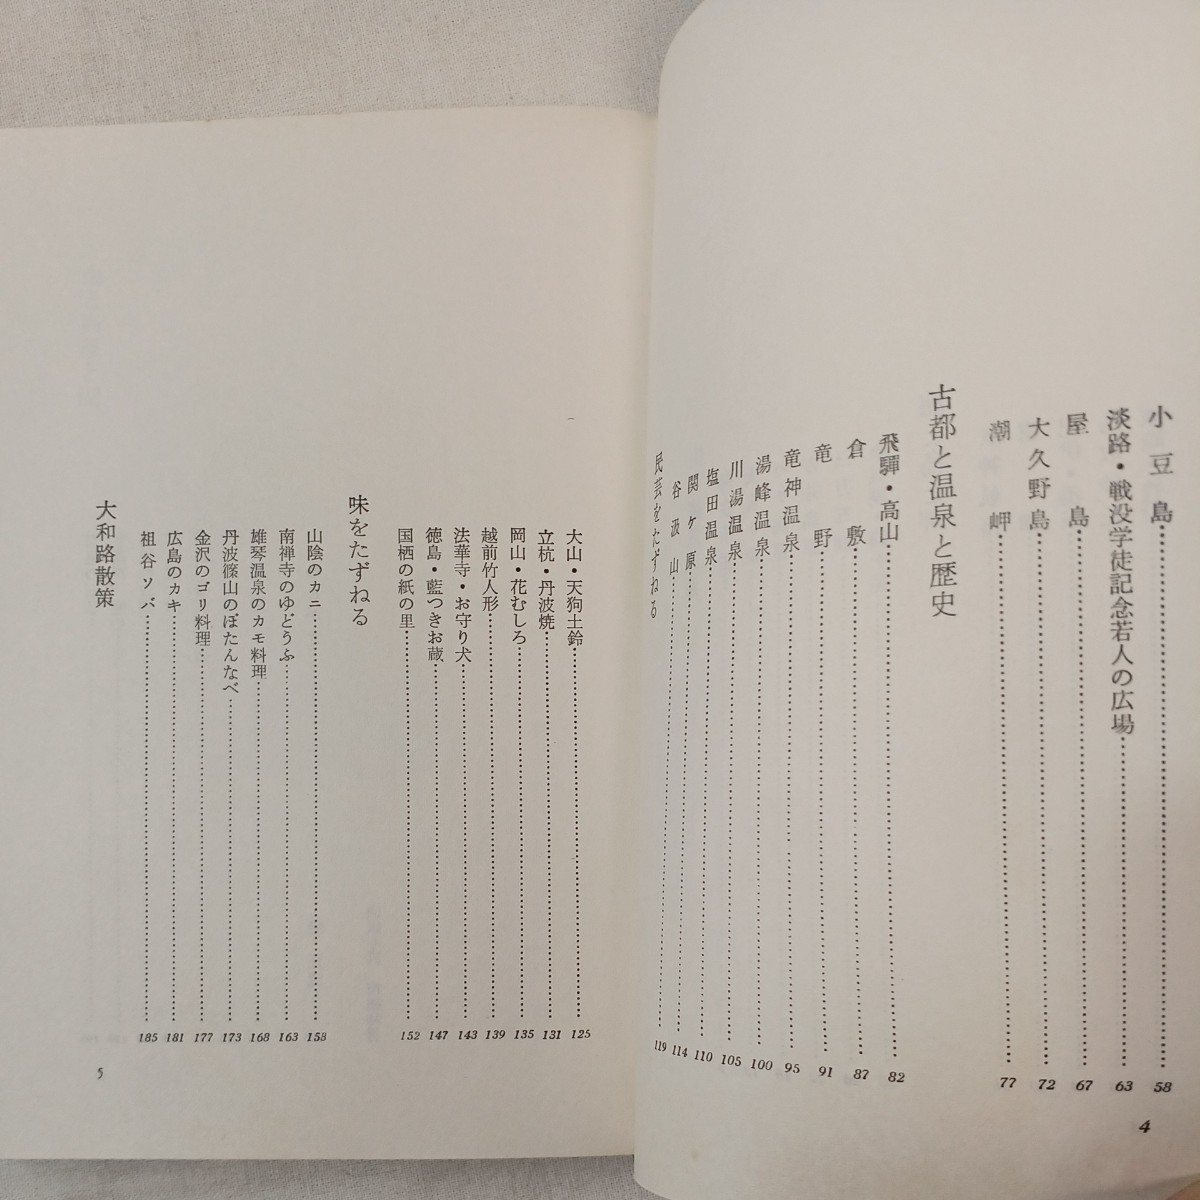 小豆島……58
淡路・戦没学徒記念若人の広場……63
屋島……67
大久野島……72
潮岬……77
古都と温泉と歴史
飛驒・高山……82
倉敷……87
竜野……91
竜神温泉……95
湯峰温泉……100
川湯温泉……105
塩田温泉……110
関ケ原……114
谷汲山……119
民芸をたずねる
4
大山・天狗土鈴……125
立杭・丹波焼……131
岡山・花むしろ……135
越前竹人形……139
法華寺・お守り犬……143
徳島・藍つきお蔵……147
国栖の紙の里……152
味をたずねる
山陰のカニ……158
南禅寺のゆどうふ……163
雄琴温泉のカモ料理……168
丹波篠山のぼたんなべ……173
金沢のゴリ料理……177
広島のカキ……181
祖谷ソバ……185
大和路散策
5